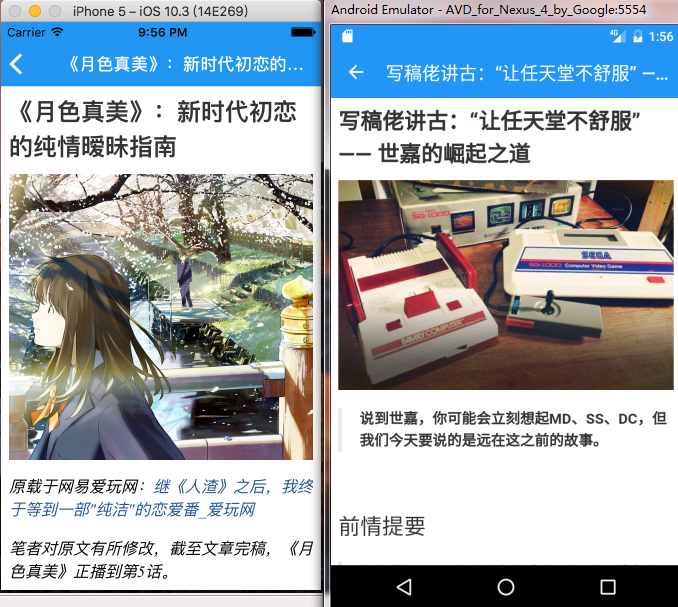 iPhone 5 – iOS 10.3 (14E269)
Carrier
9:56 PM
《月色真美》：新时代初恋的...
《月色真美》：新时代初恋
的纯情暧昧指南
原载于网易爱玩网：继《人渣》之后，我终
于等到一部"纯洁"的恋爱番_爱玩网
笔者对原文有所修改，截至文章完稿，《月
色真美》正播到第5话。
Android Emulator - AVD_for_Nexus_4_by_Google:5554
4G
1:56
写稿佬讲古：“让任天堂不舒服” —...
写稿佬讲古：“让任天堂不舒服”
—— 世嘉的崛起之道
SG-1000
SEGA
SG-1000 Computer Video Game
FAMILY COMPUTER
说到世嘉，你可能会立刻想起MD、SS、DC，但
我们今天要说的是远在这之前的故事。
前情提要